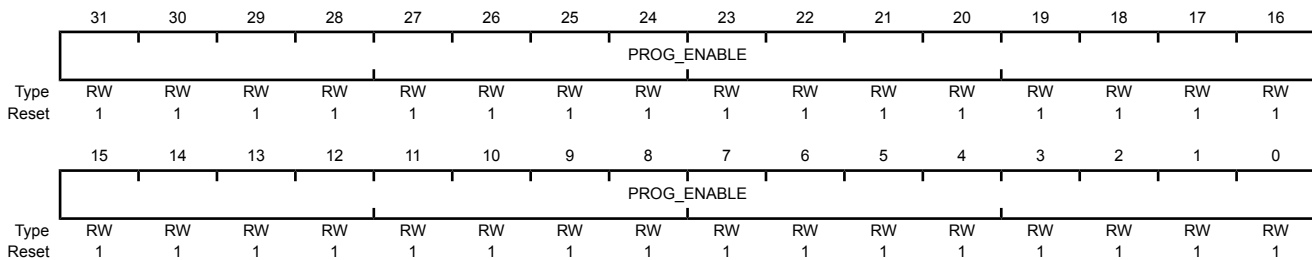 31 30 29 28 27 26 25 24 23 22 21 20 19 18 17 16
PROG_ENABLE
Type RW RW RW RW RW RW RW RW RW RW RW RW RW RW RW RW
Reset 1 1 1 1 1 1 1 1 1 1 1 1 1 1 1 1
15 14 13 12 11 10 9 8 7 6 5 4 3 2 1 0
PROG_ENABLE
Type RW RW RW RW RW RW RW RW RW RW RW RW RW RW RW RW
Reset 1 1 1 1 1 1 1 1 1 1 1 1 1 1 1 1